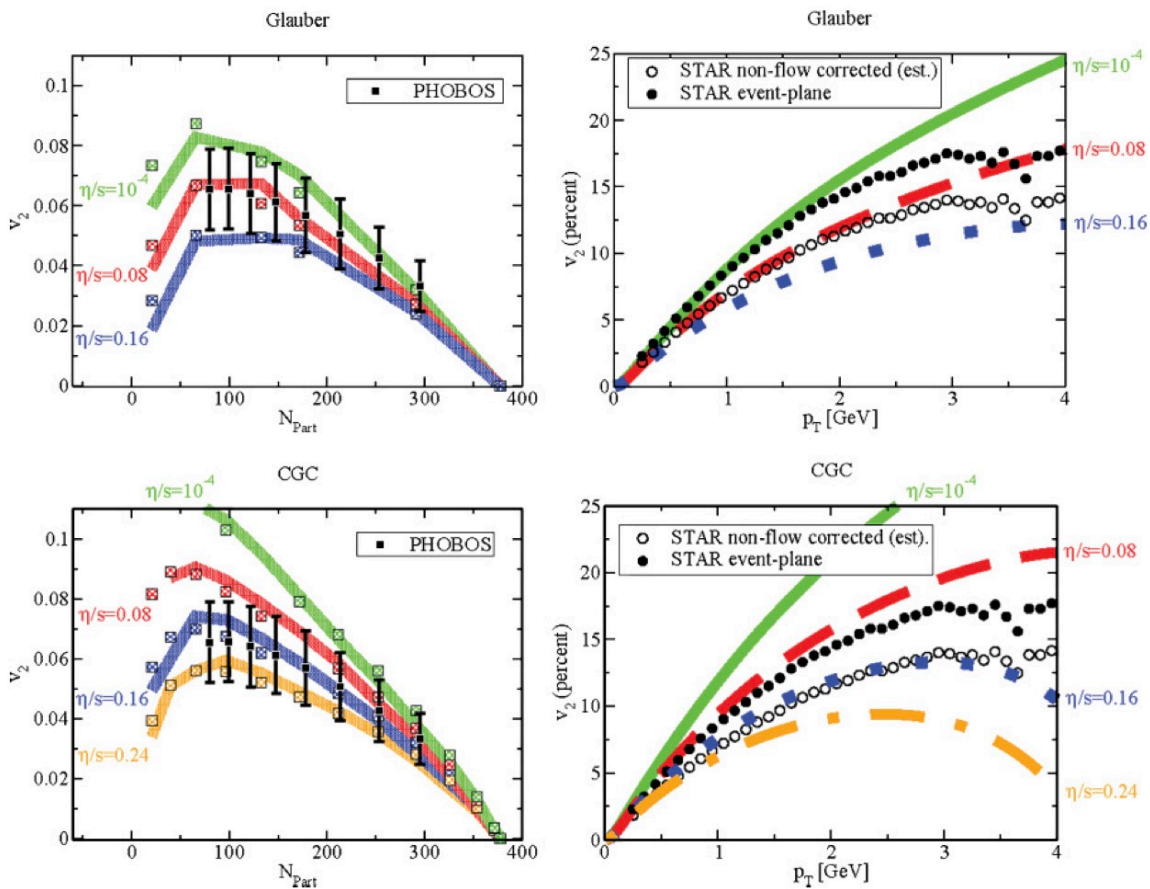 Glauber
0.1
0.08
0.06
0.04
0.02
0
v2
PHOBOS
η/s=10-4
η/s=0.08
η/s=0.16
0 100 200 300 400
NPart
25
20
15
10
5
0
v2 (percent)
STAR non-flow corrected (est.)
STAR event-plane
η/s=10-4
η/s=0.08
η/s=0.16
0 1 2 3 4
pT [GeV]
CGC
η/s=10-4
0.1
0.08
0.06
0.04
0.02
0
v2
PHOBOS
η/s=0.08
η/s=0.16
η/s=0.24
0 100 200 300 400
NPart
CGC
25
20
15
10
5
0
v2 (percent)
η/s=10-4
STAR non-flow corrected (est).
STAR event-plane
η/s=0.08
η/s=0.16
η/s=0.24
0 1 2 3 4
pT [GeV]